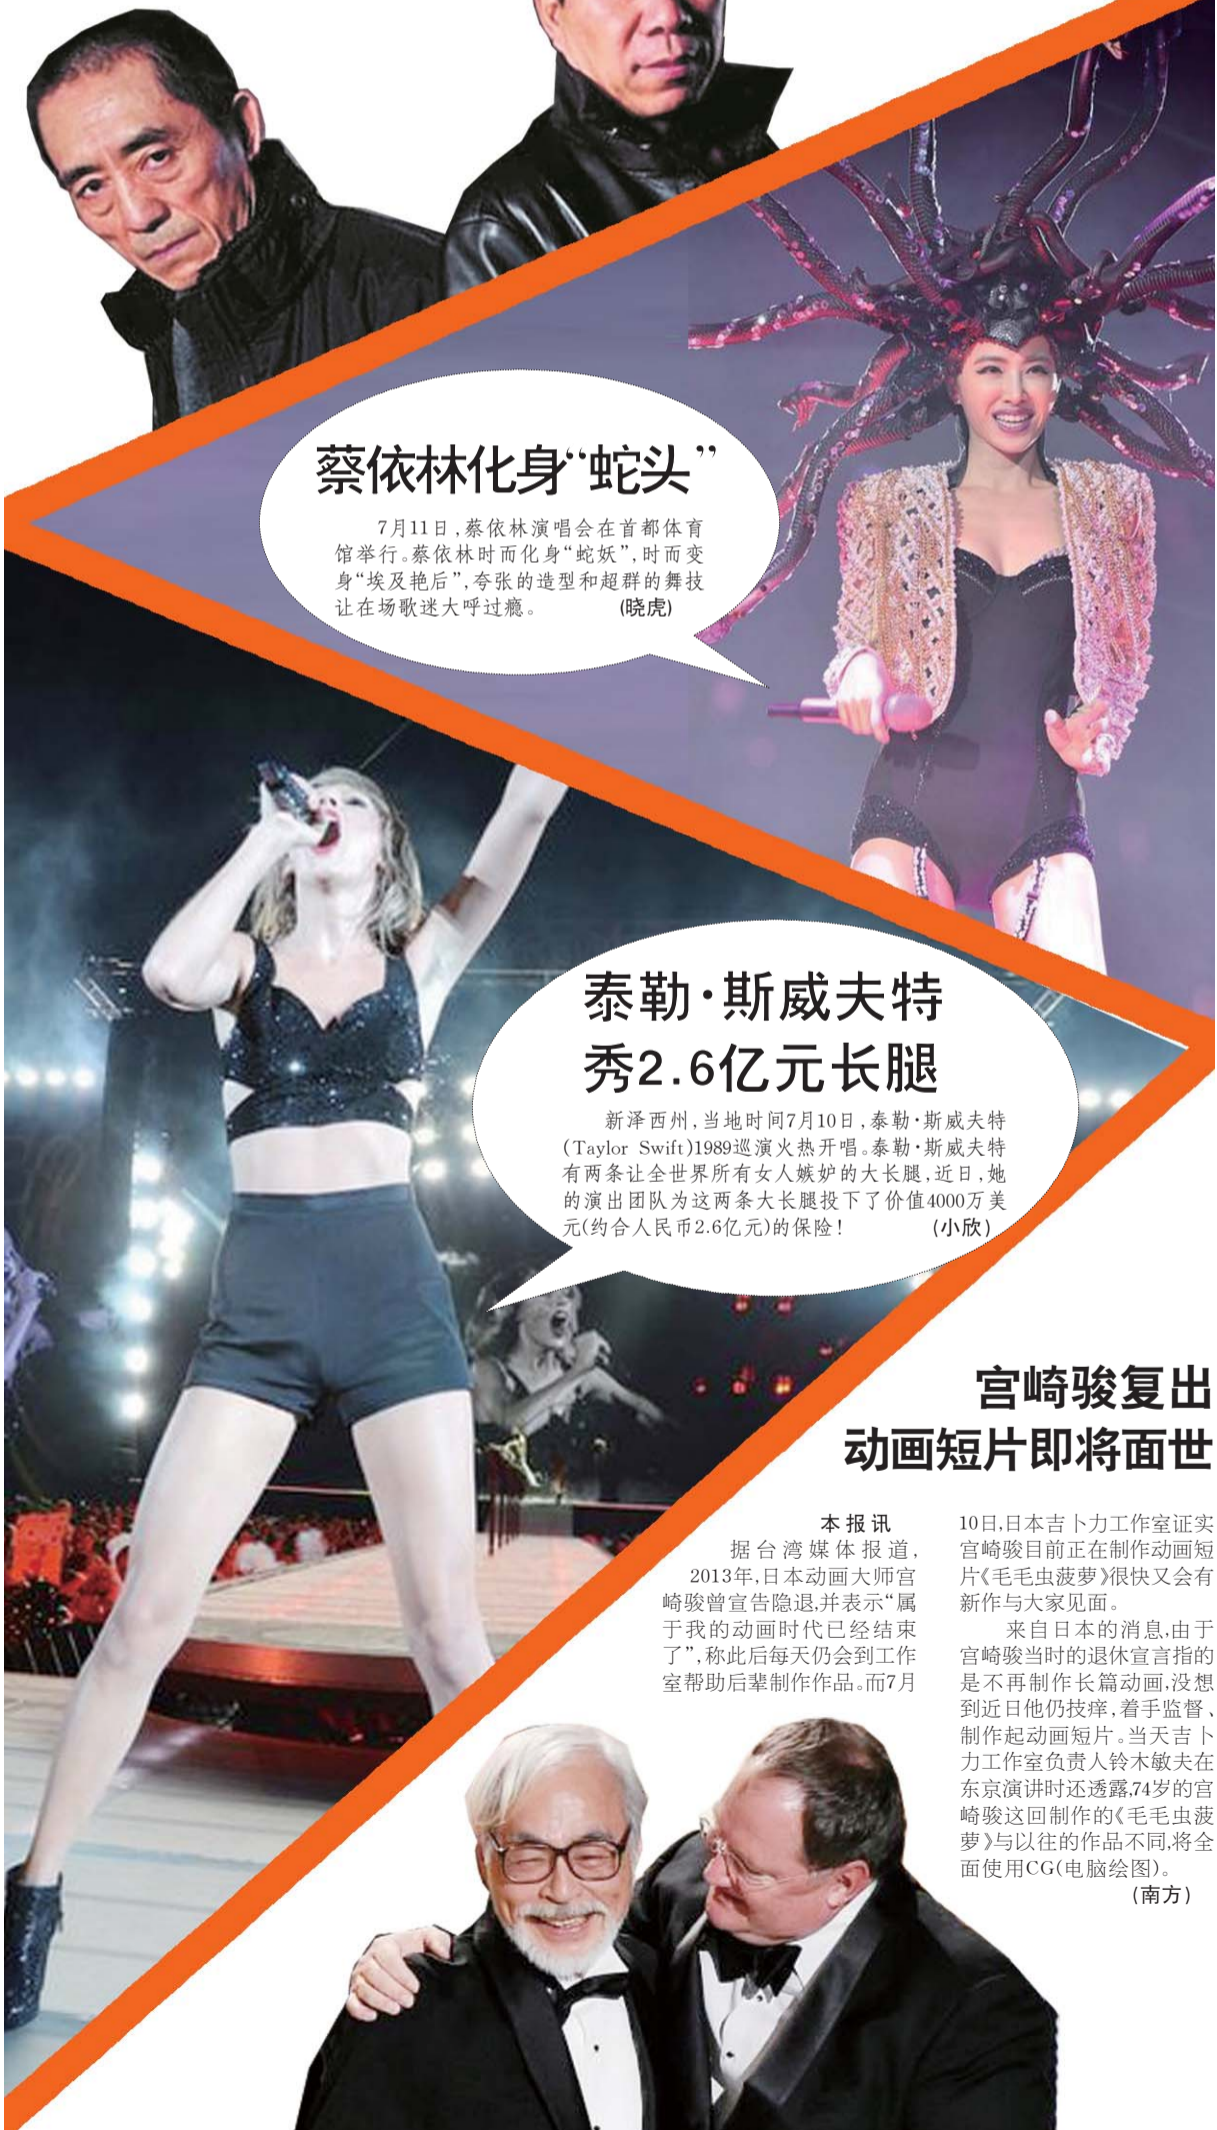 蔡依林化身“蛇头”
7月11日,蔡依林演唱会在首都体育
馆举行。蔡依林时而化身“蛇妖”,时而变
身“埃及艳后”,夸张的造型和超群的舞技
让在场歌迷大呼过瘾。 (晓虎)
泰勒·斯威夫特
秀2.6亿元长腿
新泽西州,当地时间7月10日,泰勒·斯威夫特
(Taylor Swift)1989巡演火热开唱。泰勒·斯威夫特
有两条让全世界所有女人嫉妒的大长腿,近日,她
的演出团队为这两条大长腿投下了价值4000万美
元(约合人民币2.6亿元)的保险! (小欣)
宫崎骏复出
动画短片即将面世
本报讯
据台湾媒体报道,
2013年,日本动画大师宫
崎骏曾宣告隐退,并表示“属
于我的动画时代已经结束
了”,称此后每天仍会到工作
室帮助后辈制作作品。而7月
10日,日本吉卜力工作室证实
宫崎骏目前正在制作动画短
片《毛毛虫菠萝》很快又会有
新作与大家见面。
来自日本的消息,由于
宫崎骏当时的退休宣言指的
是不再制作长篇动画,没想
到近日他仍技痒,着手监督、
制作起动画短片。当天吉卜
力工作室负责人铃木敏夫在
东京演讲时还透露,74岁的宫
崎骏这回制作的《毛毛虫菠
萝》与以往的作品不同,将全
面使用CG(电脑绘图)。
(南方)